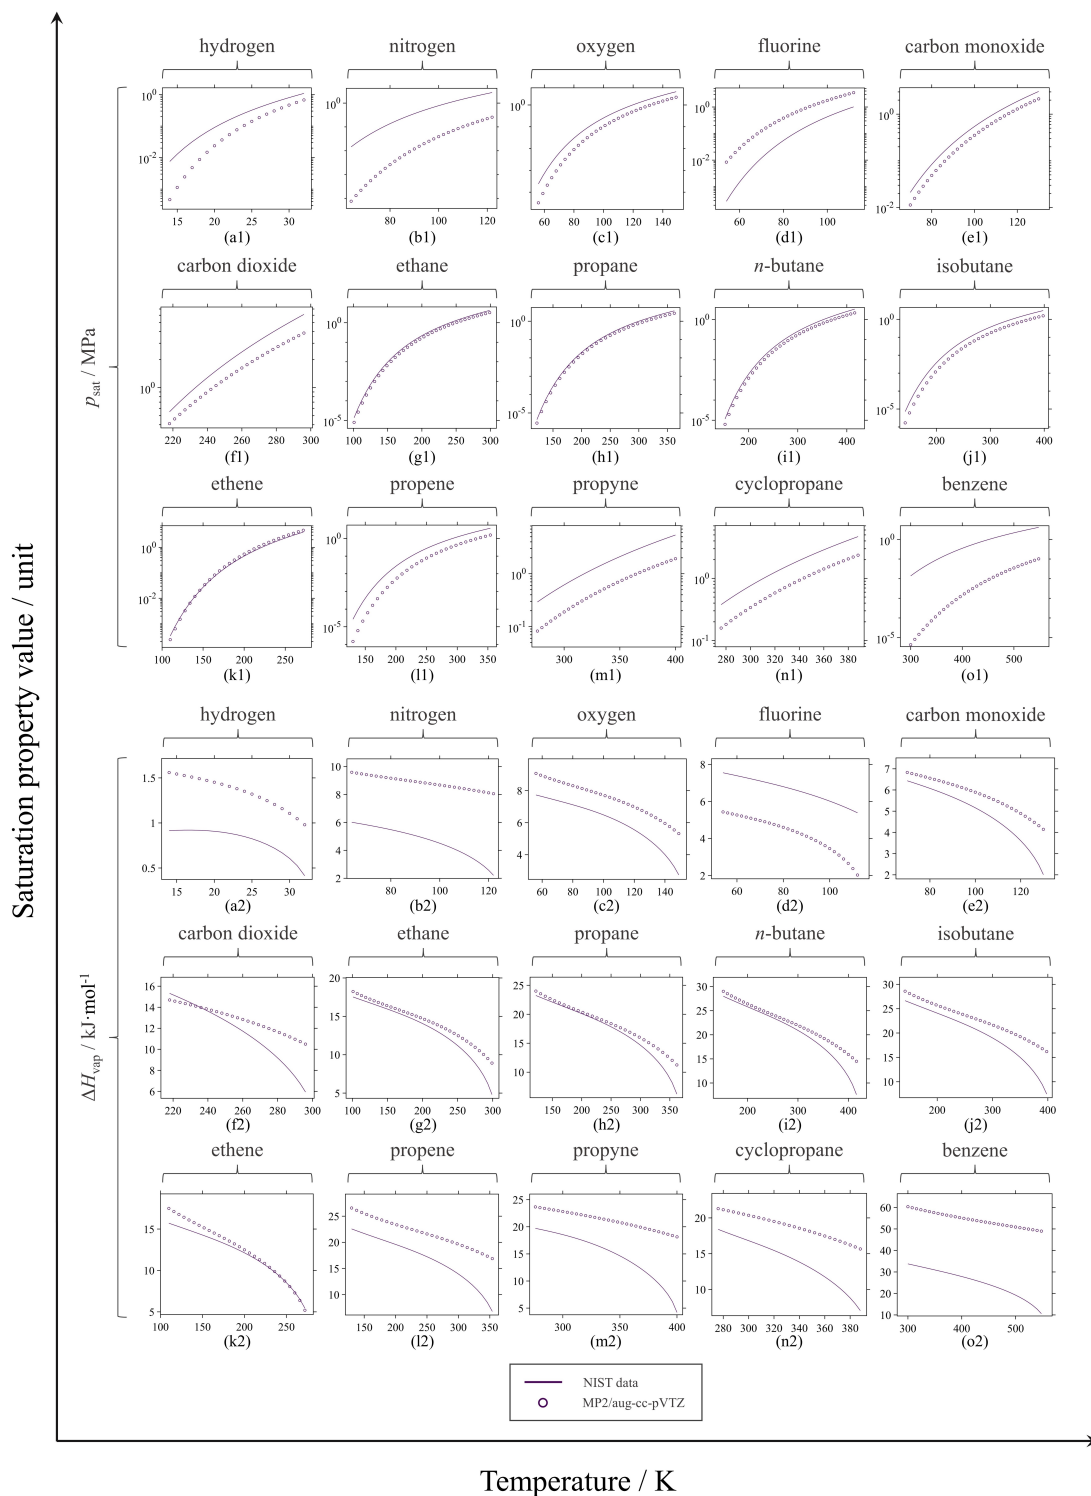 Saturation property value / unit
p_sat / MPa
hydrogen nitrogen oxygen fluorine carbon monoxide
10^0 10^-2 15 20 25 30
10^0 80 100 120
10^0 60 80 100 120 140
10^0 10^-2 60 80 100
10^0 10^-2 80 100 120
(a1) (b1) (c1) (d1) (e1)
carbon dioxide ethane propane n-butane isobutane
10^0 220 240 260 280 300
10^0 10^-5 100 150 200 250 300
10^0 10^-5 150 200 250 300 350
10^0 10^-5 200 300 400
10^0 10^-5 200 300 400
(f1) (g1) (h1) (i1) (j1)
ethene propene propyne cyclopropane benzene
10^0 10^-2 100 150 200 250
10^0 150 200 250 300 350
10^0 10^-1 300 350 400
10^0 10^-1 280 300 320 340 360 380
10^0 10^-5 300 400 500
(k1) (l1) (m1) (n1) (o1)
ΔH_vap / kJ·mol^-1
hydrogen nitrogen oxygen fluorine carbon monoxide
1.5 1 0.5 15 20 25 30
10 8 6 4 2 80 100 120
8 6 4 60 80 100 120 140
8 6 4 2 60 80 100
7 6 5 4 3 2 80 100 120
(a2) (b2) (c2) (d2) (e2)
carbon dioxide ethane propane n-butane isobutane
16 14 12 10 8 6 220 240 260 280 300
20 15 10 5 100 150 200 250 300
25 20 15 10 150 200 250 300 350
30 25 20 15 10 200 300 400
30 25 20 15 10 200 300 400
(f2) (g2) (h2) (i2) (j2)
ethene propene propyne cyclopropane benzene
15 10 5 100 150 200 250
25 20 15 10 150 200 250 300 350
25 20 15 10 5 300 350 400
20 15 10 280 300 320 340 360 380
60 50 40 30 20 10 300 400 500
(k2) (l2) (m2) (n2) (o2)
NIST data
MP2/aug-cc-pVTZ
Temperature / K